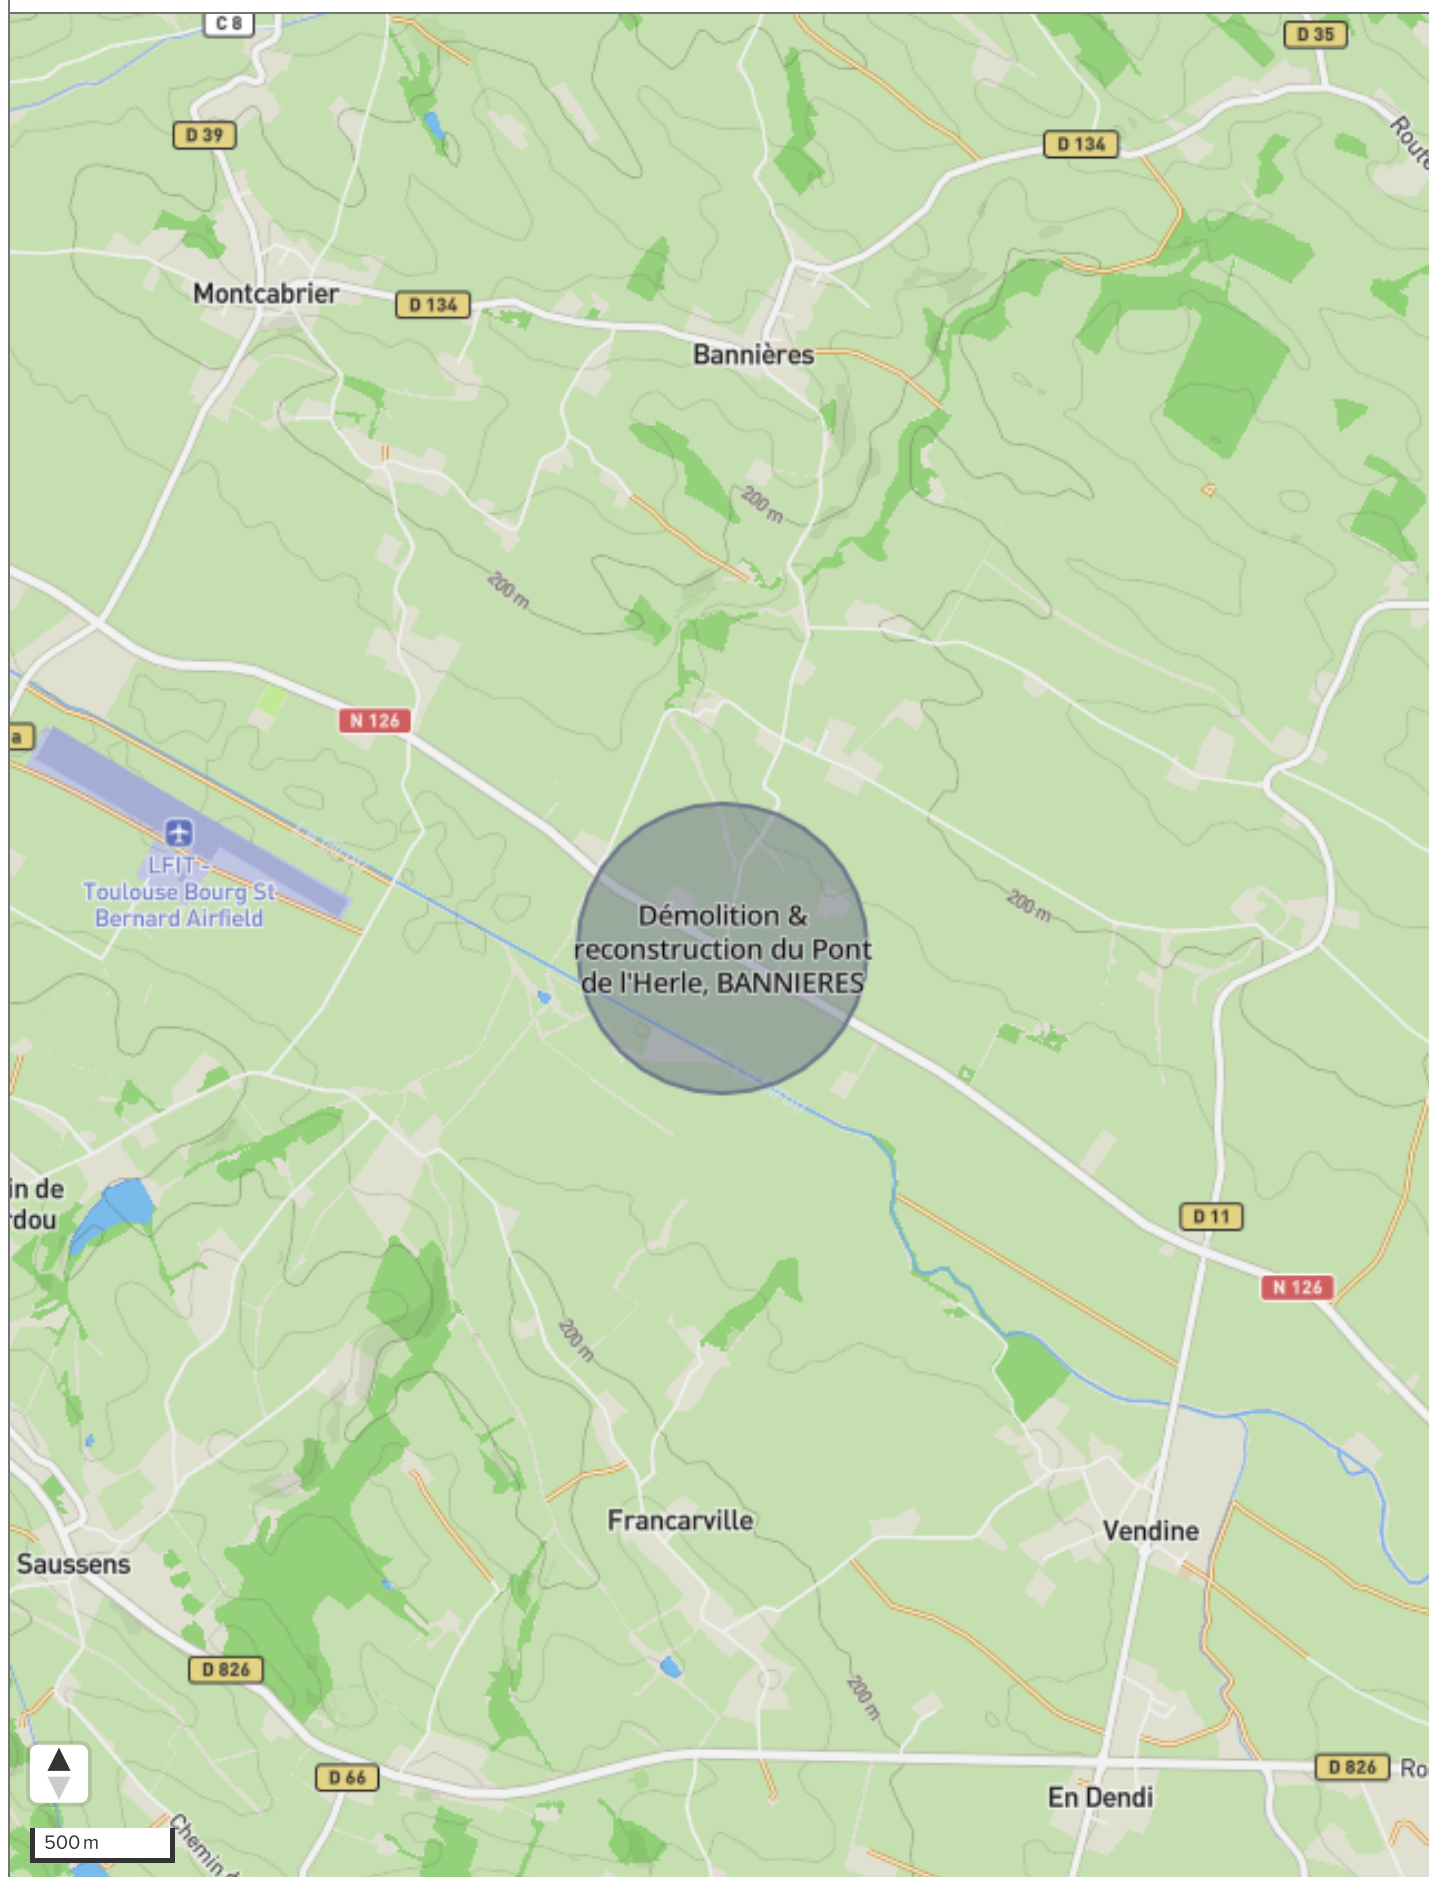 C 8
D 35
D 39
D 134
Route
Montcabrier
D 134
Bannières
200 m
200 m
N 126
a
LFIT -
Toulouse Bourg St
Bernard Airfield
200 m
Démolition &
reconstruction du Pont
de l'Herle, BANNIERES
in de
rdou
D 11
N 126
200 m
Francarville
Vendine
Saussens
D 826
200 m
D 66
D 826
Ro
En Dendi
500 m
Chemin d